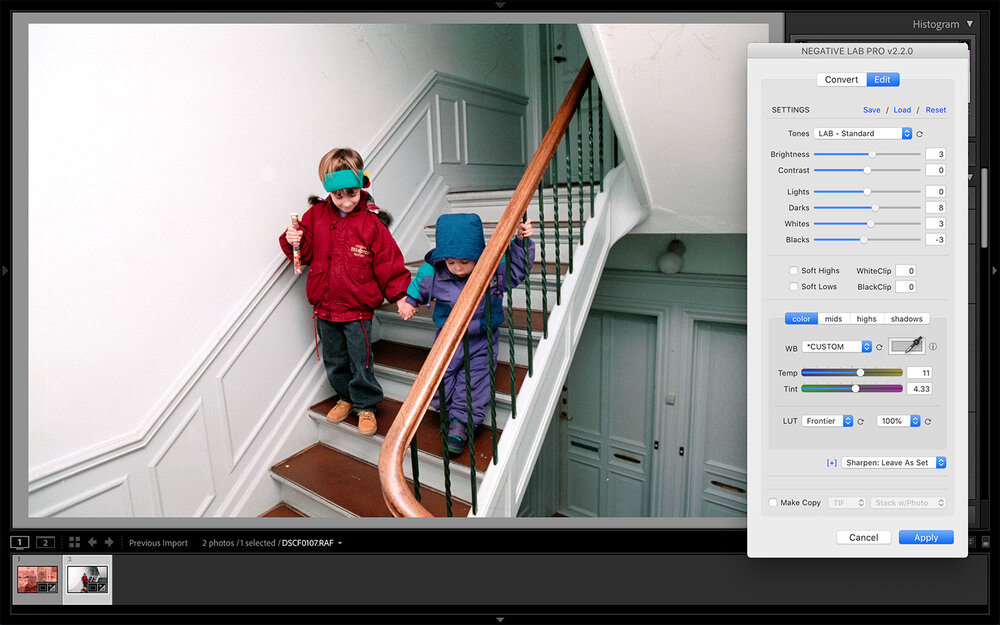 Histogram ▼
NEGATIVE LAB PRO v2.2.0
Convert Edit
SETTINGS Save / Load / Reset
Tones LAB - Standard
Brightness 3
Contrast 0
Lights 0
Darks 8
Whites 3
Blacks -3
Soft Highs WhiteClip 0
Soft Lows BlackClip 0
color mids highs shadows
WB *CUSTOM
Temp 11
Tint 4.33
LUT Frontier 100%
[+] Sharpen: Leave As Set
Make Copy TIF Stack w/Photo
Cancel Apply
1 2 Previous Import 2 photos / 1 selected / DSCF0107.RAF
1 2